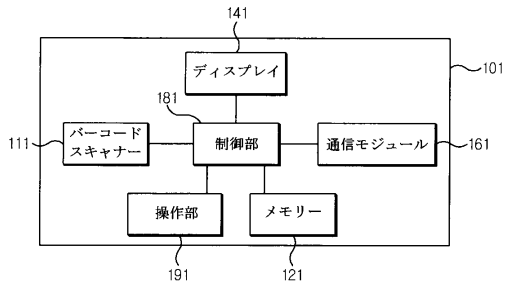 141
ディスプレイ
101
181
バーコード
スキャナー
111
制御部
通信モジュール
161
操作部
メモリー
191
121